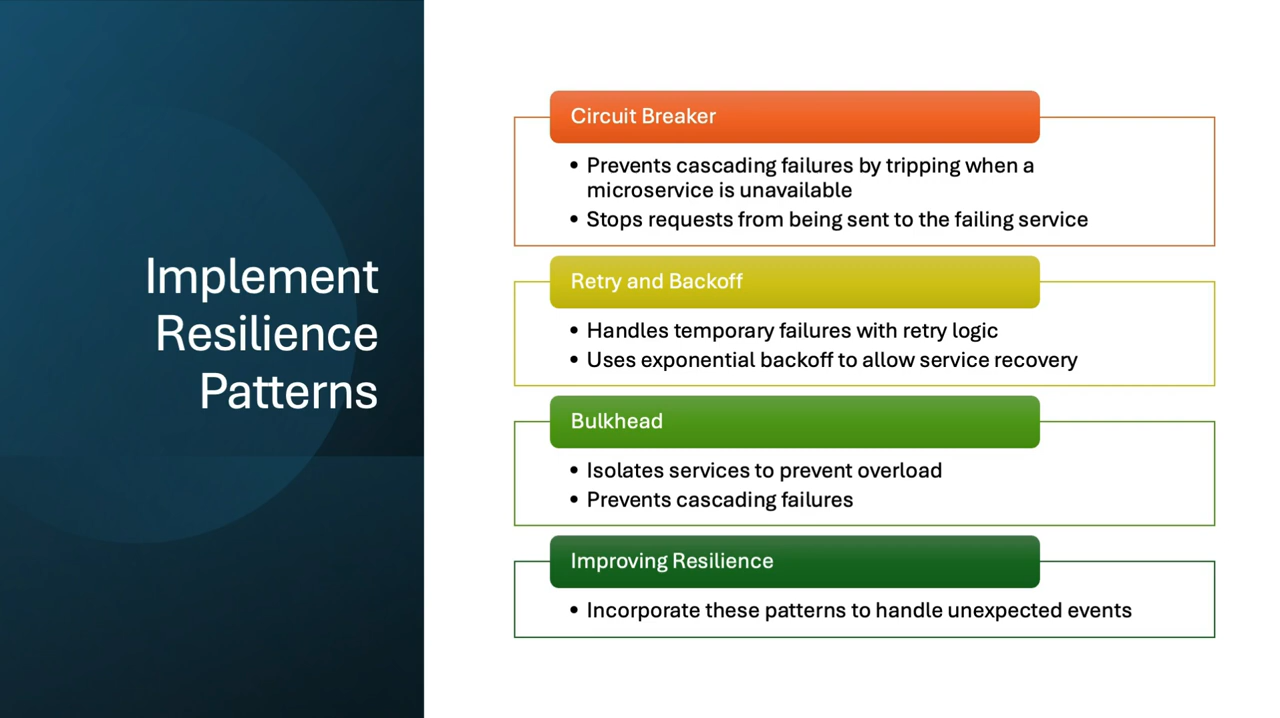 Implement
Resilience
Patterns
Circuit Breaker
• Prevents cascading failures by tripping when a
microservice is unavailable
• Stops requests from being sent to the failing service
Retry and Backoff
• Handles temporary failures with retry logic
• Uses exponential backoff to allow service recovery
Bulkhead
• Isolates services to prevent overload
• Prevents cascading failures
Improving Resilience
• Incorporate these patterns to handle unexpected events